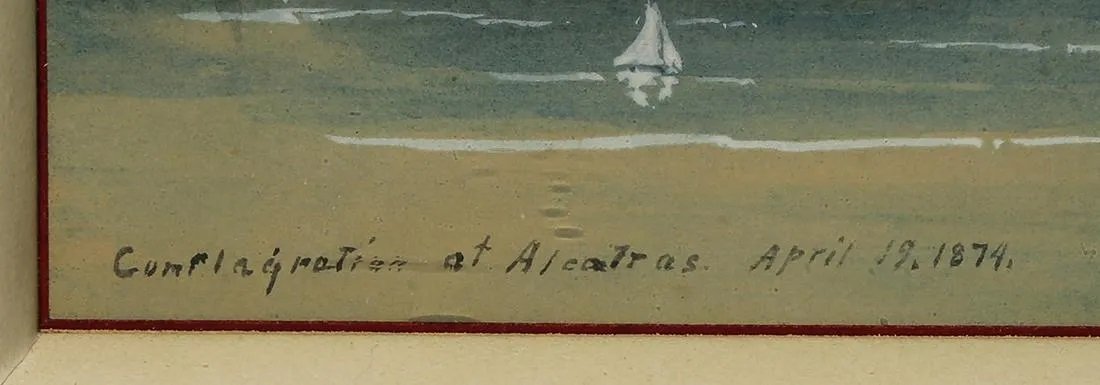 Conflagration at Alcatras. April 19, 1874.